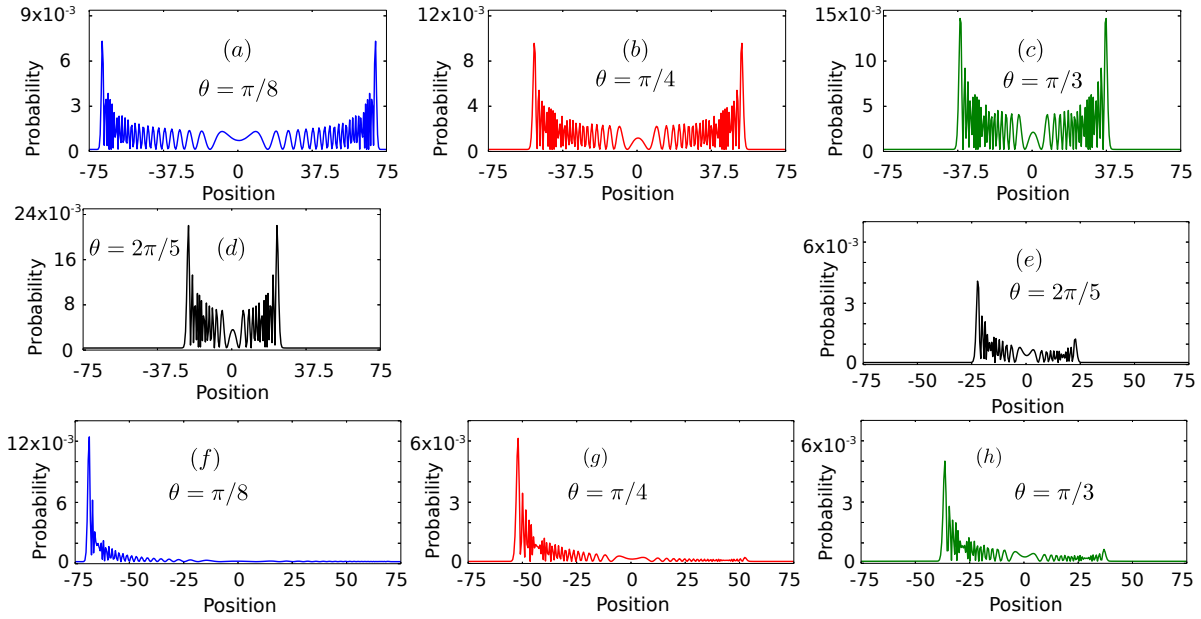 9x10-3
6
3
0
Probability
(a)
θ = π/8
-75 -37.5 0 37.5 75
Position
12x10-3
8
4
0
Probability
(b)
θ = π/4
-75 -37.5 0 37.5 75
Position
15x10-3
10
5
0
Probability
(c)
θ = π/3
-75 -37.5 0 37.5 75
Position
24x10-3
16
8
0
Probability
θ = 2π/5 (d)
-75 -37.5 0 37.5 75
Position
6x10-3
3
0
Probability
(e)
θ = 2π/5
-75 -50 -25 0 25 50 75
Position
12x10-3
6
0
Probability
(f)
θ = π/8
-75 -50 -25 0 25 50 75
Position
6x10-3
3
0
Probability
(g)
θ = π/4
-75 -50 -25 0 25 50 75
Position
6x10-3
3
0
Probability
(h)
θ = π/3
-75 -50 -25 0 25 50 75
Position